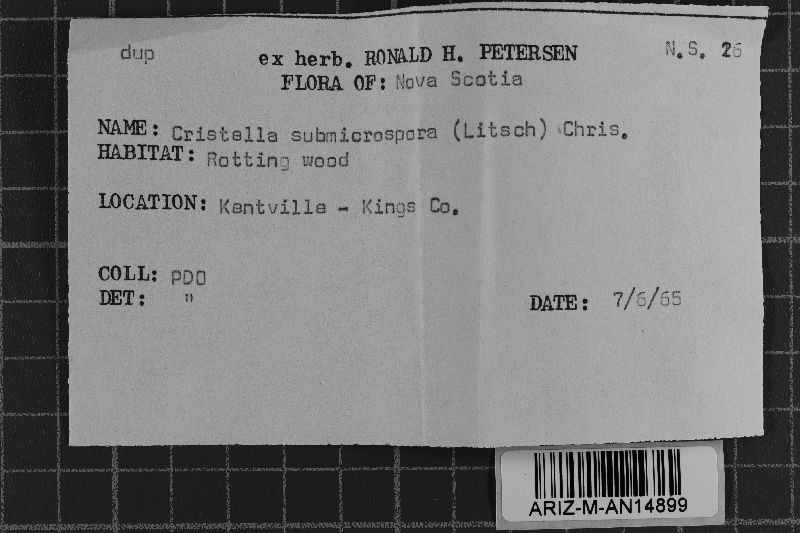 dup
ex herb. RONALD H. PETERSEN
N.S. 26
FLORA OF: Nova Scotia
NAME: Cristella submicrospora (Litsch) Chris.
HABITAT: Rotting wood
LOCATION: Kentville - Kings Co.
COLL: PDO
DET: "
DATE: 7/6/65
ARIZ-M-AN14899